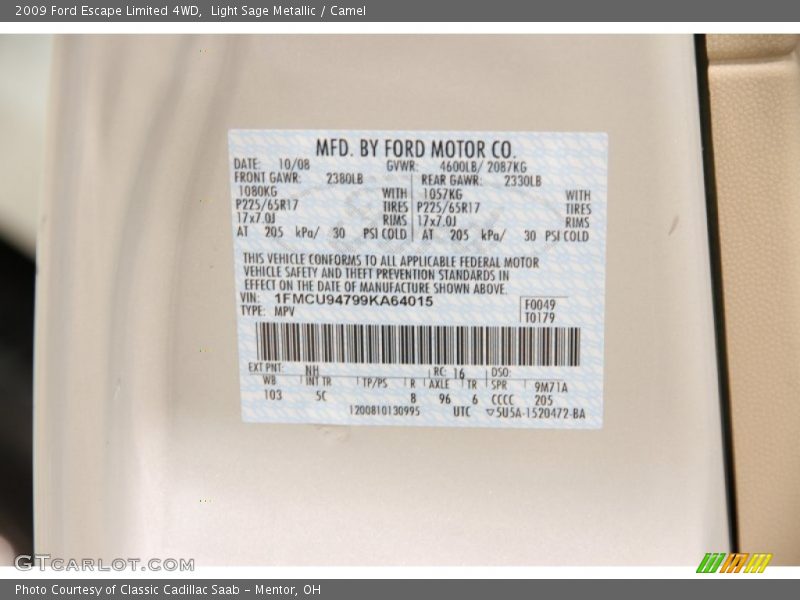 2009 Ford Escape Limited 4WD,  Light Sage Metallic / Camel
MFD. BY FORD MOTOR CO.
DATE: 10/08 GVWR: 4600LB/ 2087KG
FRONT GAWR: 2380LB REAR GAWR: 2330LB
1080KG WITH 1057KG WITH
P225/65R17 TIRES P225/65R17 TIRES
17x7.0J RIMS 17x7.0J RIMS
AT 205 kPa/ 30 PSI COLD AT 205 kPa/ 30 PSI COLD
THIS VEHICLE CONFORMS TO ALL APPLICABLE FEDERAL MOTOR
VEHICLE SAFETY AND THEFT PREVENTION STANDARDS IN
EFFECT ON THE DATE OF MANUFACTURE SHOWN ABOVE.
VIN: 1FMCU94799KA64015 F0049
TYPE: MPV T0179
EXT PNT: NH RC: 16 DSO:
WB INT TR TP/PS R AXLE TR SPR 9M71A
103 5C 8 96 6 CCCC 205
1200810130995 UTC ▽5U5A-1520472-BA
GTCARLOT.COM
Photo Courtesy of Classic Cadillac Saab - Mentor, OH